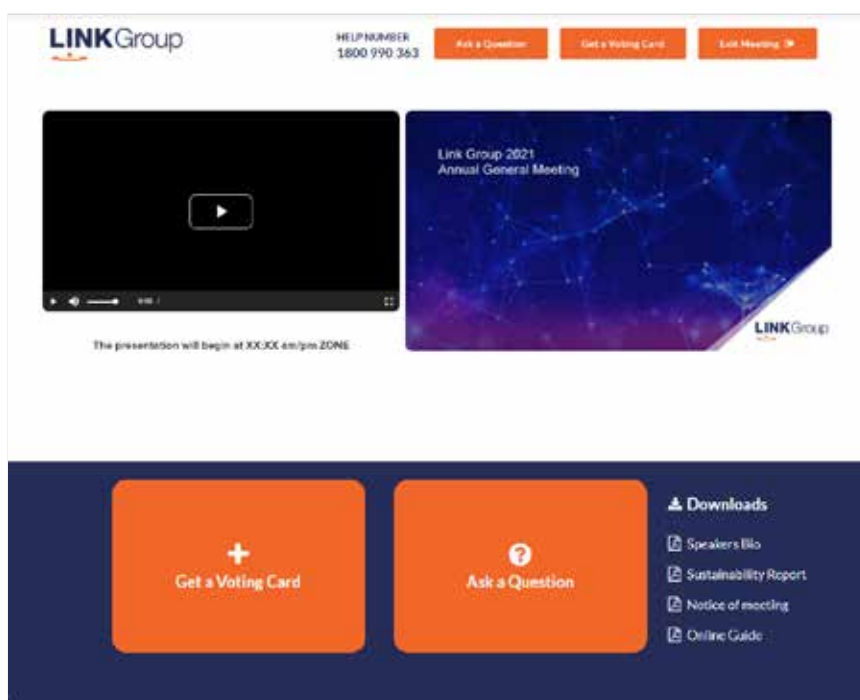 LINKGroup
HELP NUMBER
1800 990 363
Ask a Question
Get a Voting Card
Exit Meeting
Link Group 2021
Annual General Meeting
0:00 /
LINKGroup
The presentation will begin at XX:XX am/pm ZONE
Get a Voting Card
Ask a Question
Downloads
Speakers Bio
Sustainability Report
Notice of meeting
Online Guide